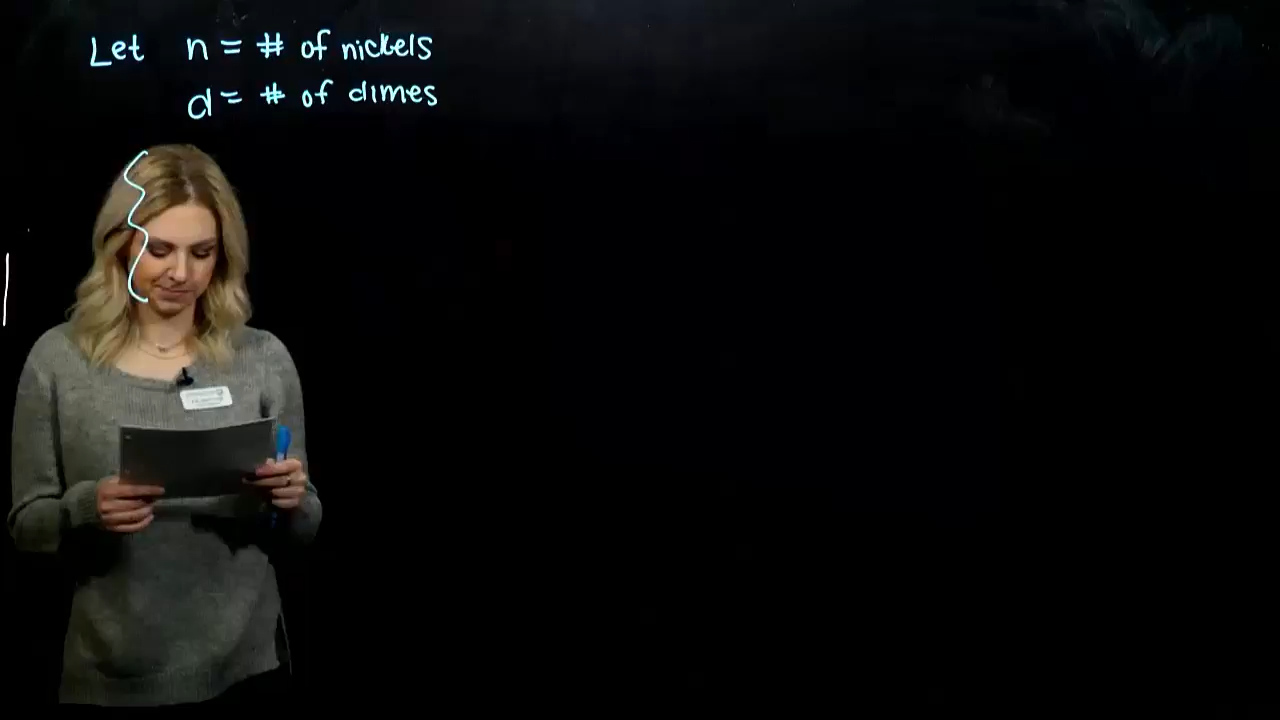 Let n = # of nickels
d = # of dimes